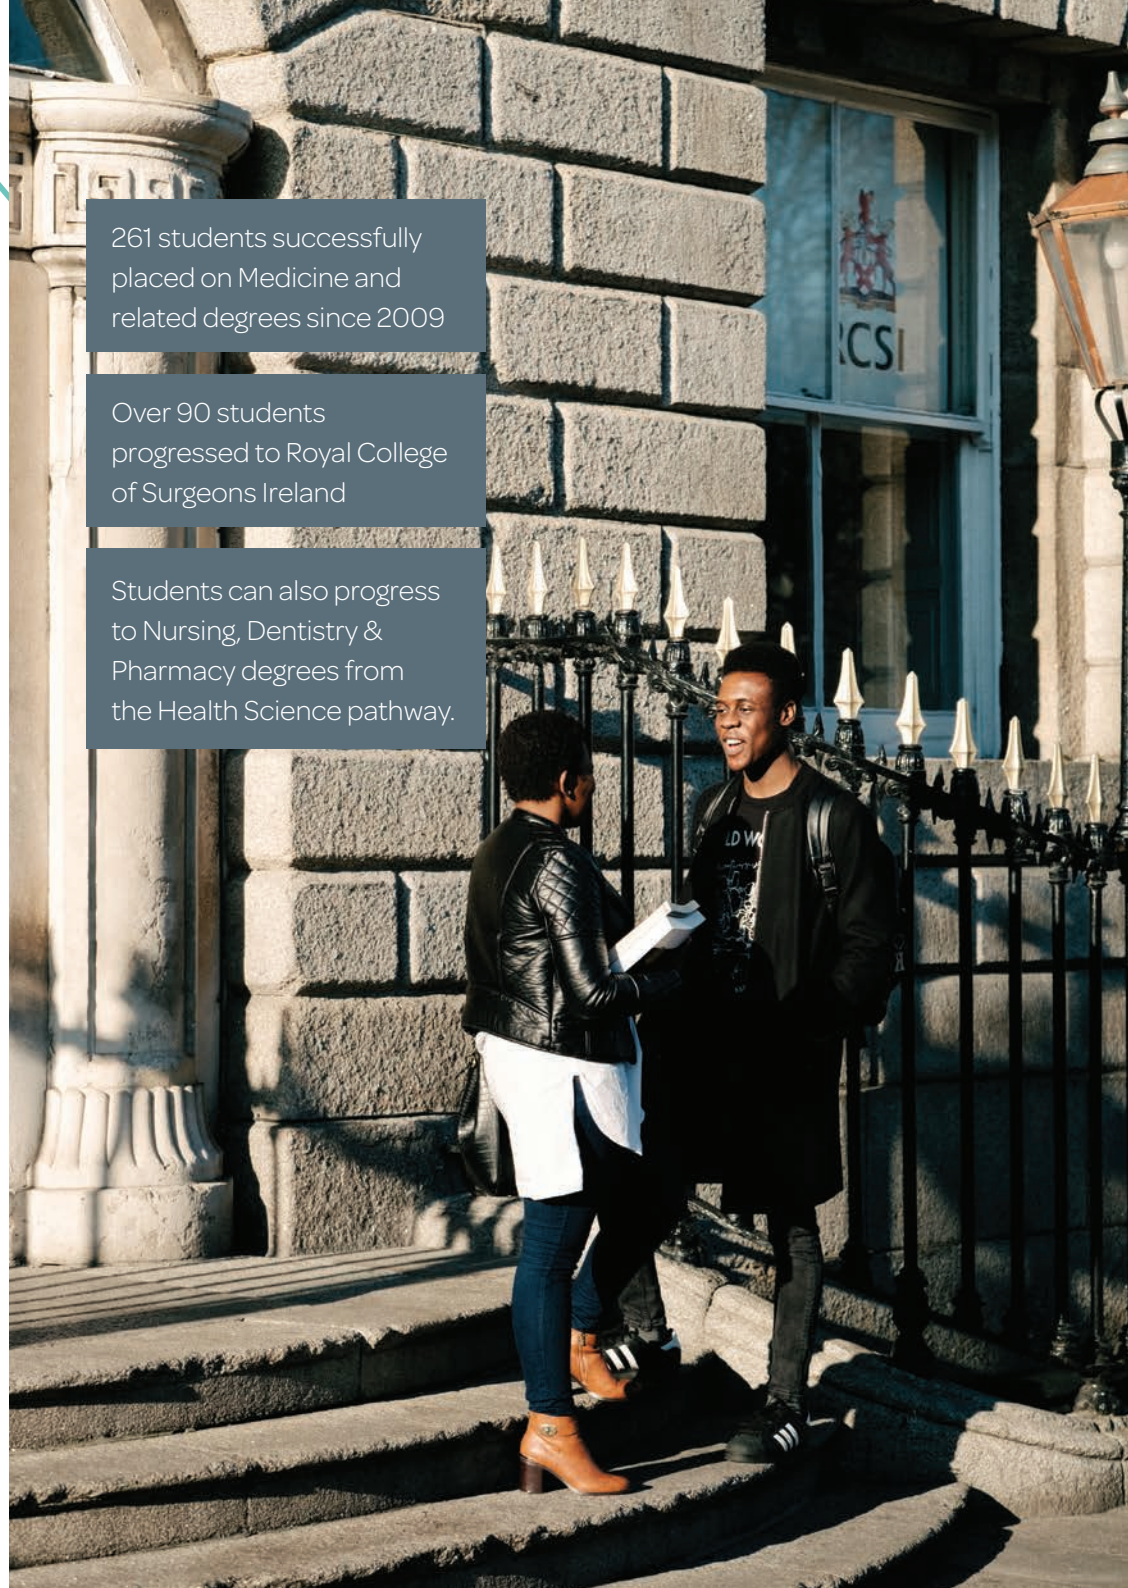 261 students successfully
placed on Medicine and
related degrees since 2009
Over 90 students
progressed to Royal College
of Surgeons Ireland
Students can also progress
to Nursing, Dentistry &
Pharmacy degrees from
the Health Science pathway.
RCSI